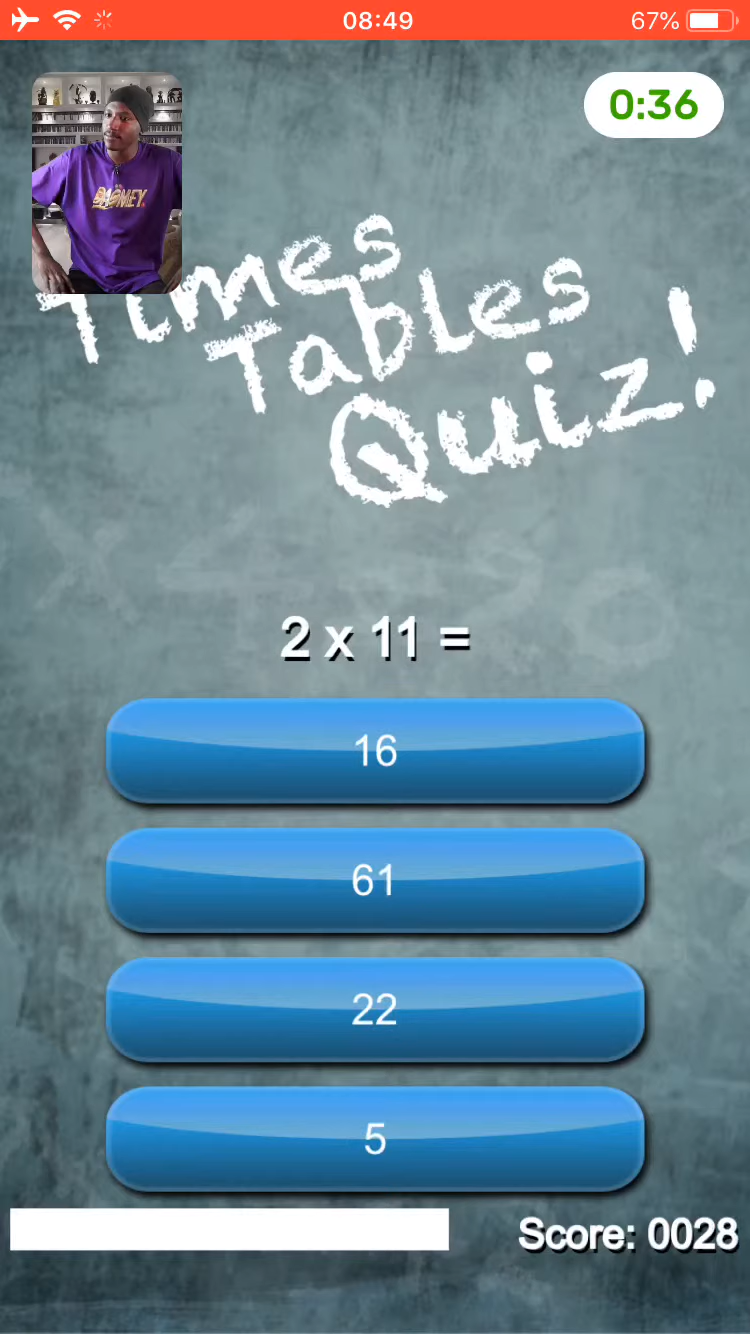 08:49
67%
0:36
Times
Tables
Quiz!
2 x 11 =
16
61
22
5
Score: 0028